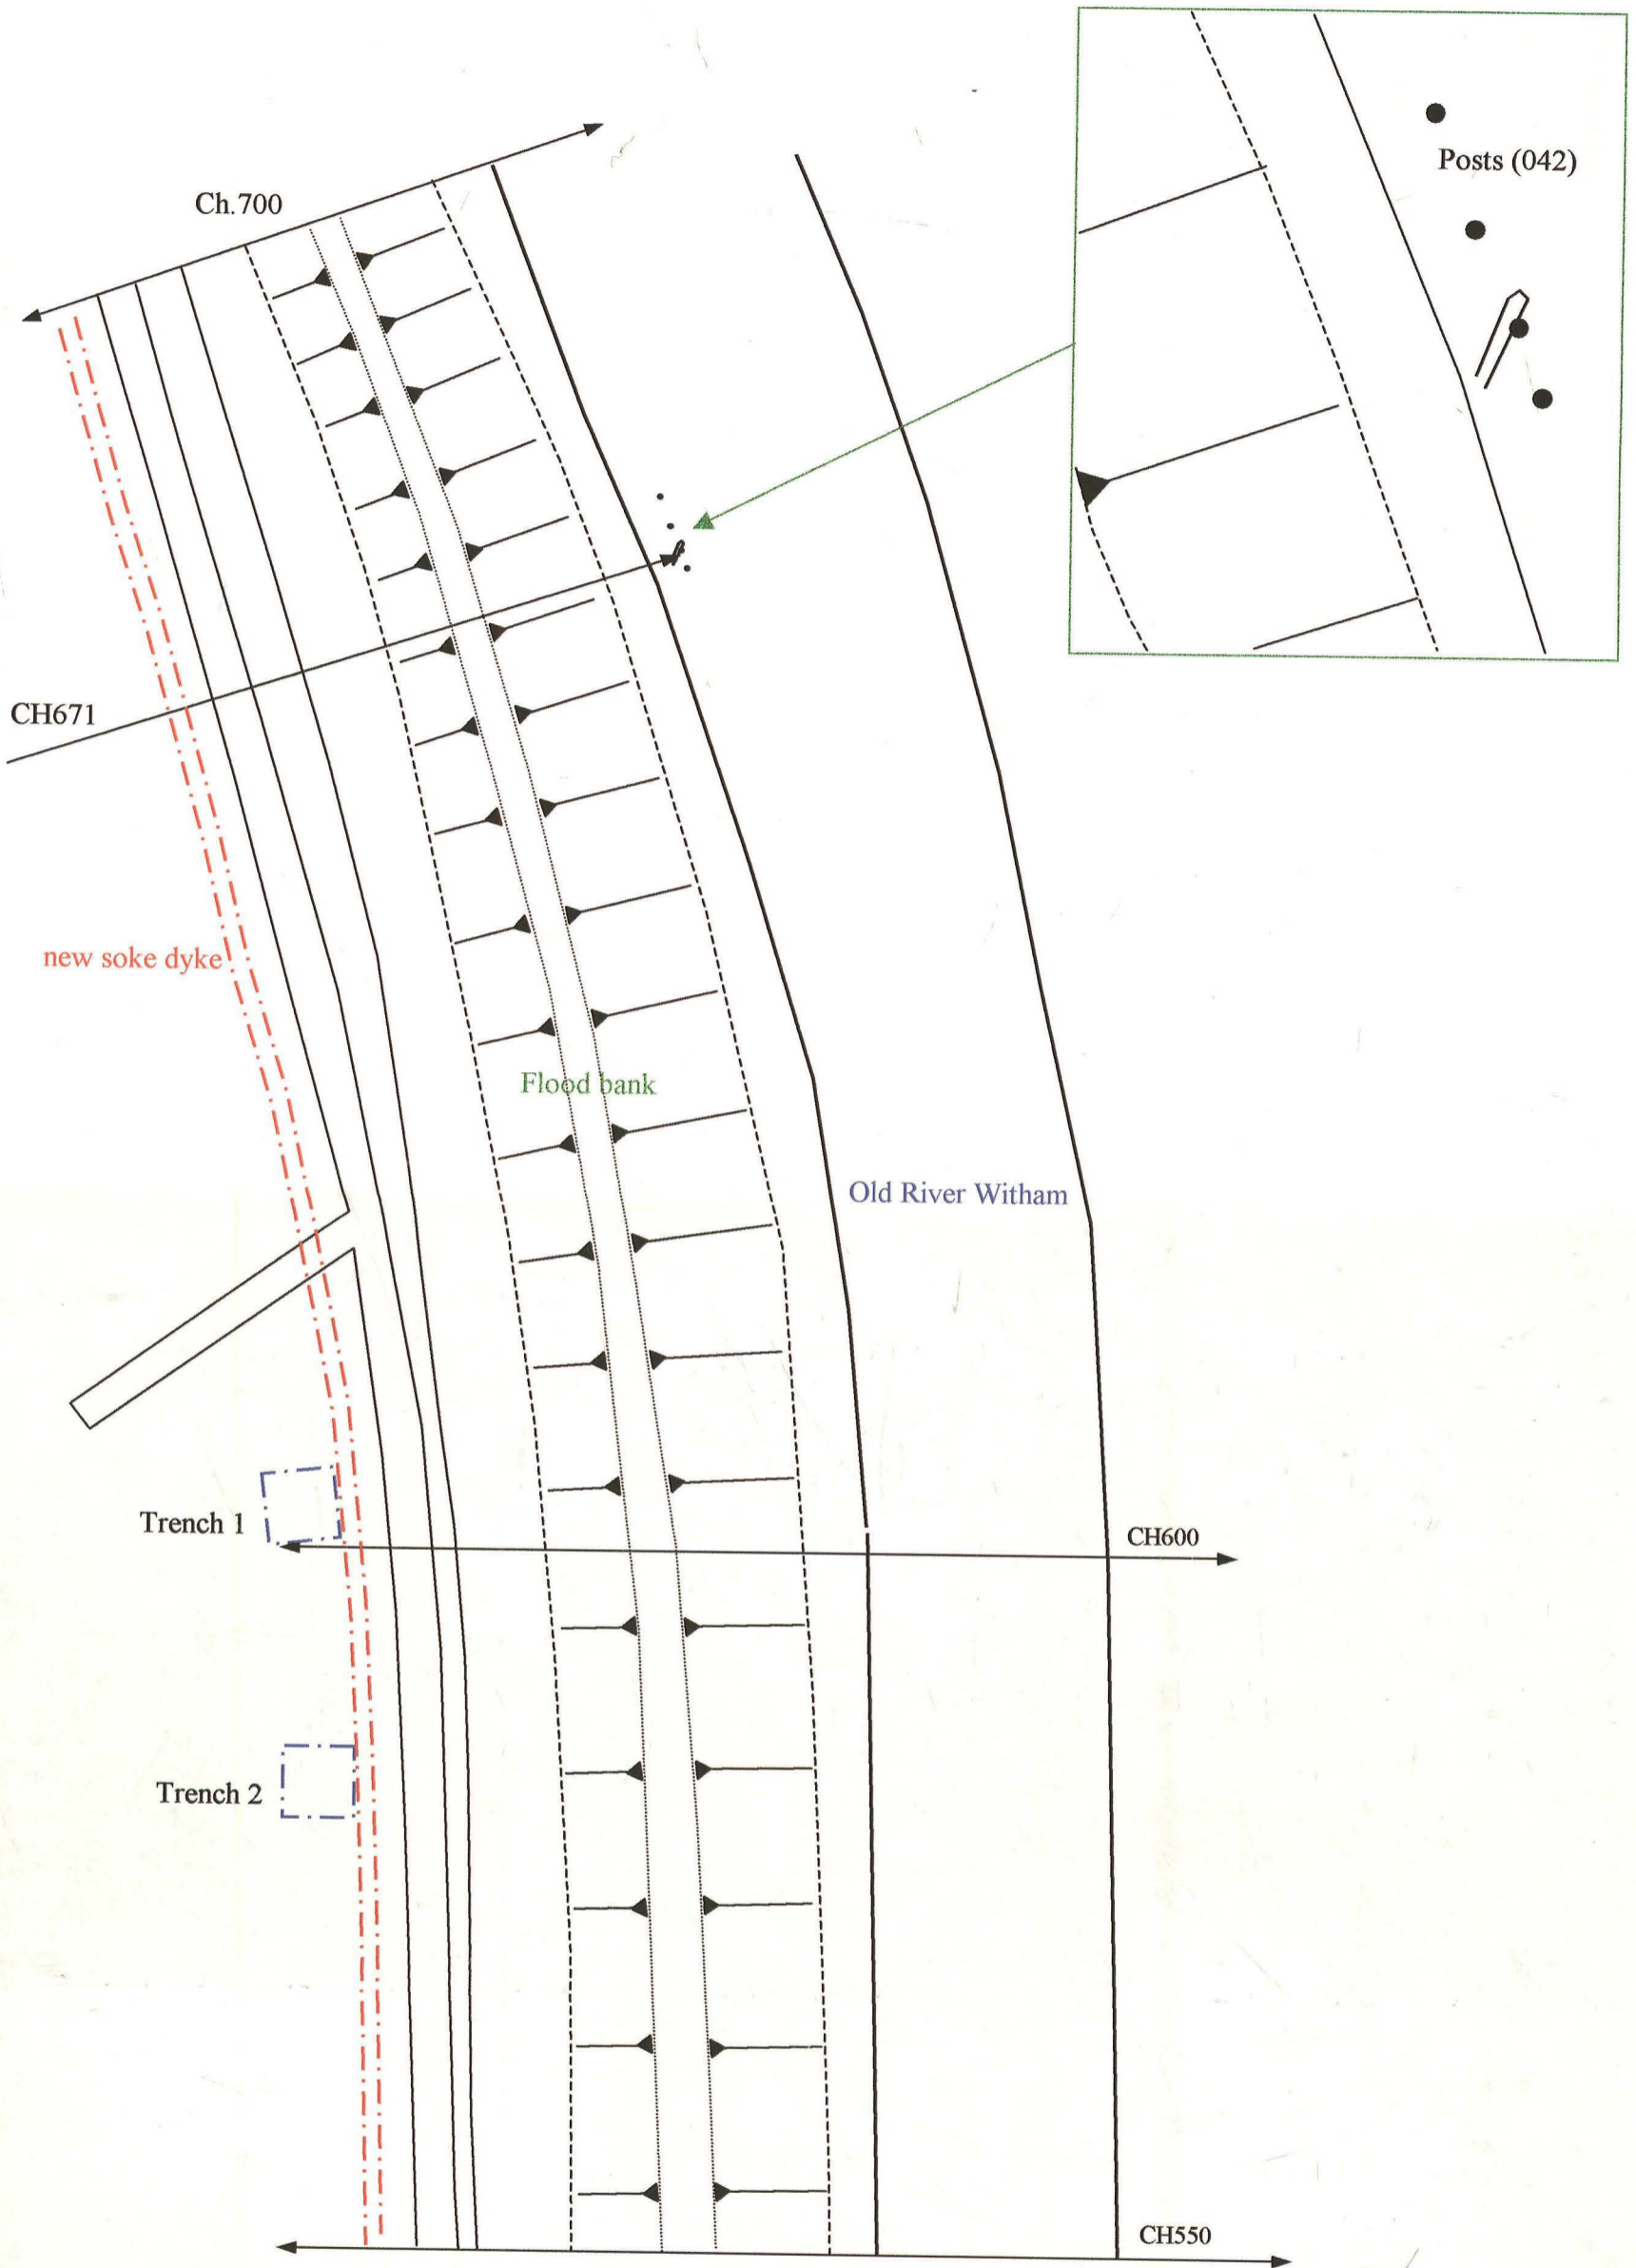 Posts (042)
Ch.700
CH671
new soke dyke
Flood bank
Old River Witham
Trench 1
CH600
Trench 2
CH550